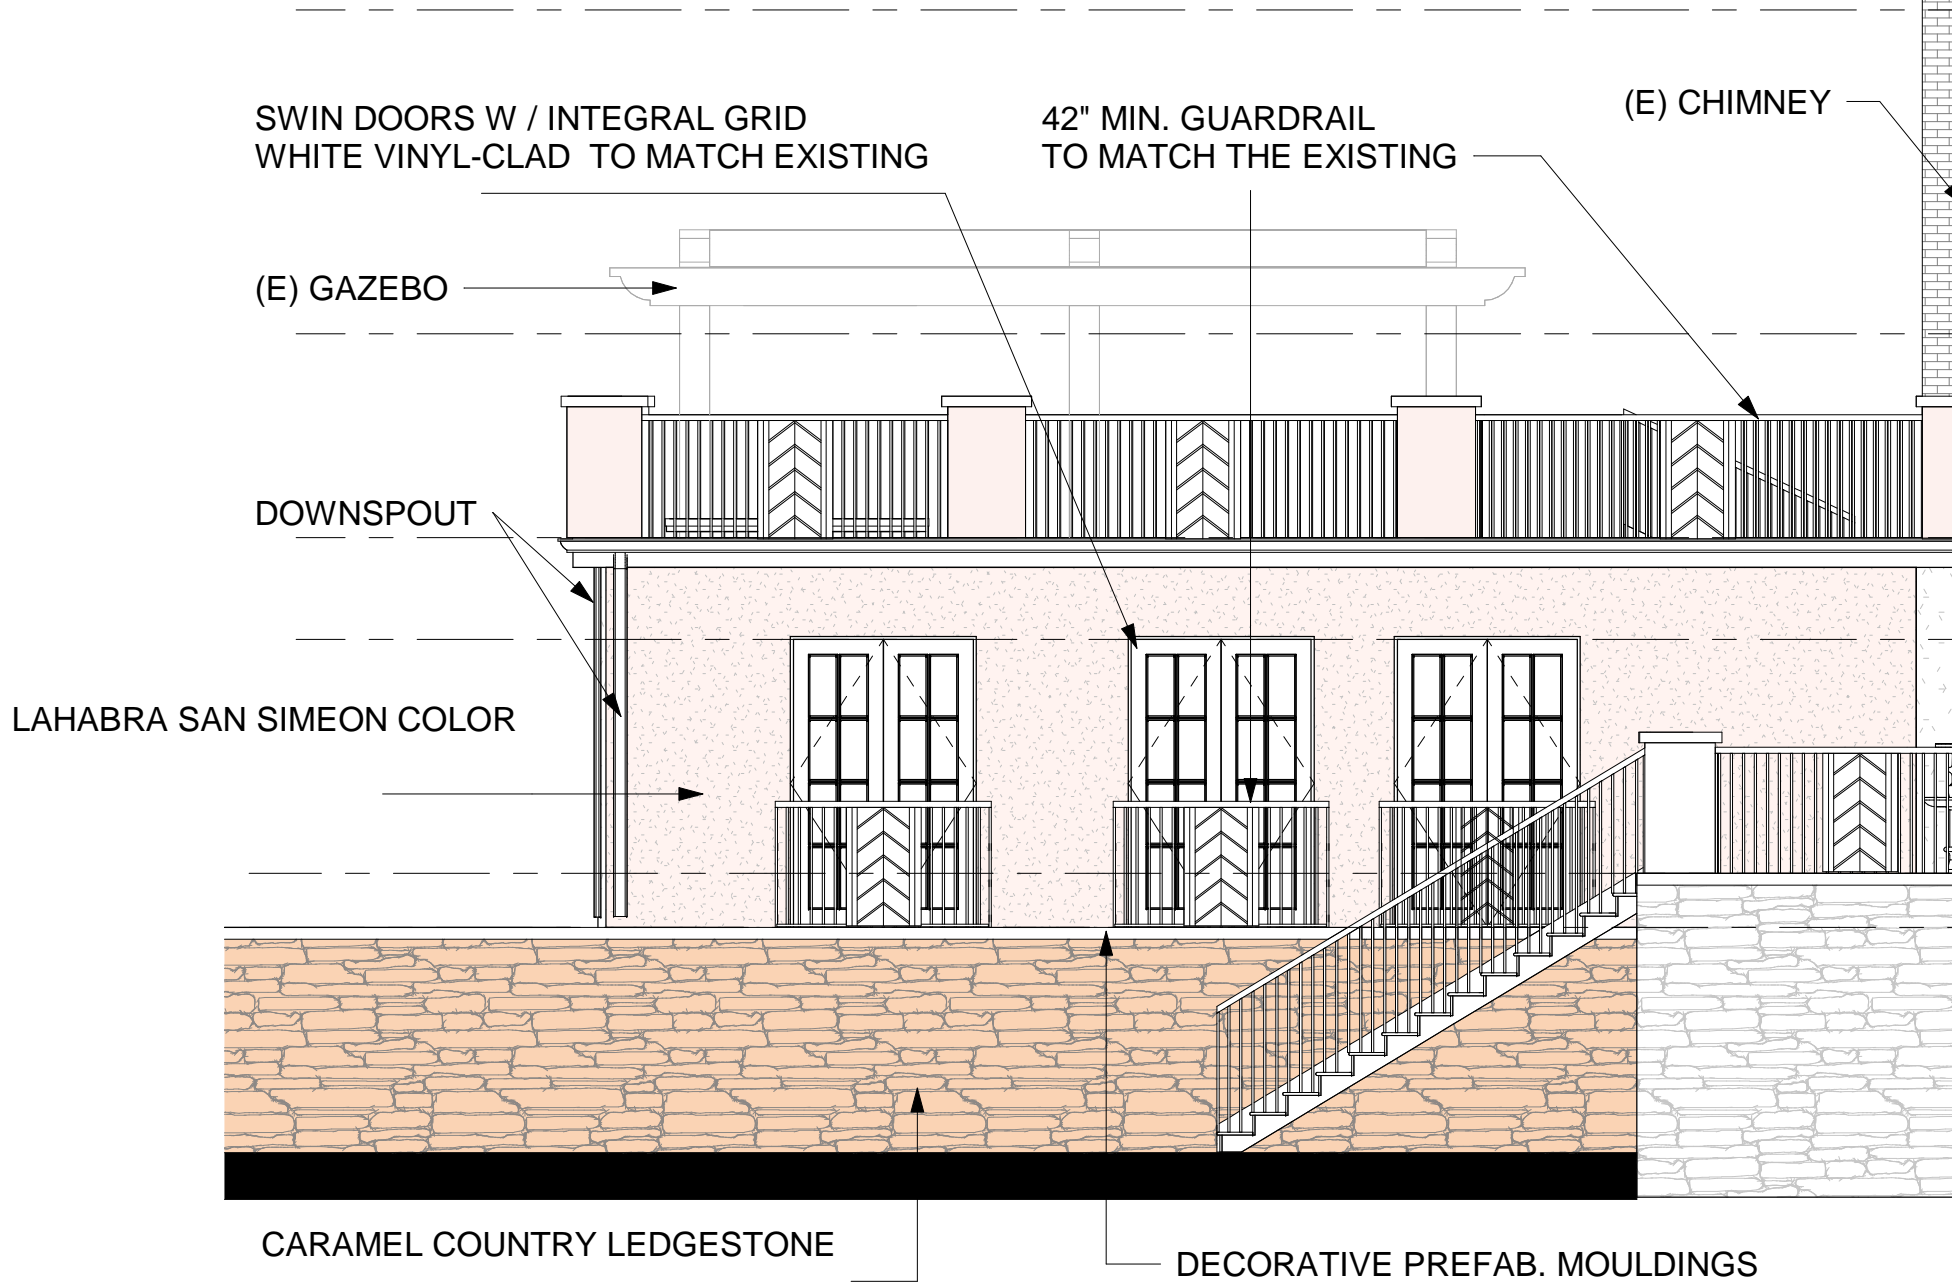 SWIN DOORS W / INTEGRAL GRID
WHITE VINYL-CLAD  TO MATCH EXISTING
42" MIN. GUARDRAIL
TO MATCH THE EXISTING
(E) CHIMNEY
(E) GAZEBO
DOWNSPOUT
LAHABRA SAN SIMEON COLOR
CARAMEL COUNTRY LEDGESTONE
DECORATIVE PREFAB. MOULDINGS